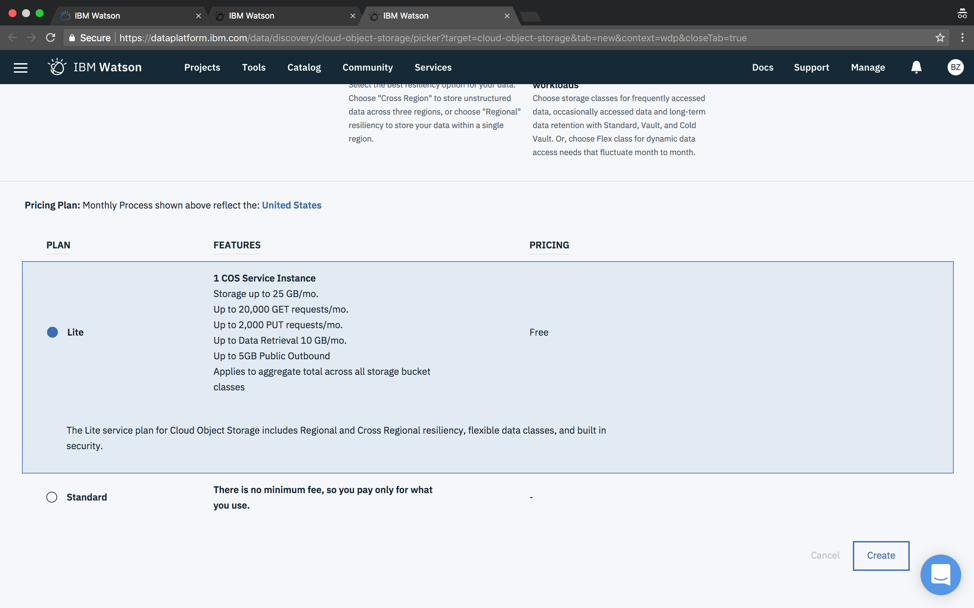 IBM Watson
IBM Watson
IBM Watson
Secure
https://dataplatform.ibm.com/data/discovery/cloud-object-storage/picker?target=cloud-object-storage&tab=new&context=wdp&closeTab=true
IBM Watson
Projects
Tools
Catalog
Community
Services
Docs
Support
Manage
BZ
Select the best resiliency option for your data.
Choose "Cross Region" to store unstructured
data across three regions, or choose "Regional"
resiliency to store your data within a single
region.
workloads
Choose storage classes for frequently accessed
data, occasionally accessed data and long-term
data retention with Standard, Vault, and Cold
Vault. Or, choose Flex class for dynamic data
access needs that fluctuate month to month.
Pricing Plan: Monthly Process shown above reflect the: United States
PLAN
FEATURES
PRICING
1 COS Service Instance
Storage up to 25 GB/mo.
Up to 20,000 GET requests/mo.
Up to 2,000 PUT requests/mo.
Up to Data Retrieval 10 GB/mo.
Up to 5GB Public Outbound
Applies to aggregate total across all storage bucket
classes
Lite
Free
The Lite service plan for Cloud Object Storage includes Regional and Cross Regional resiliency, flexible data classes, and built in
security.
Standard
There is no minimum fee, so you pay only for what
you use.
-
Cancel
Create